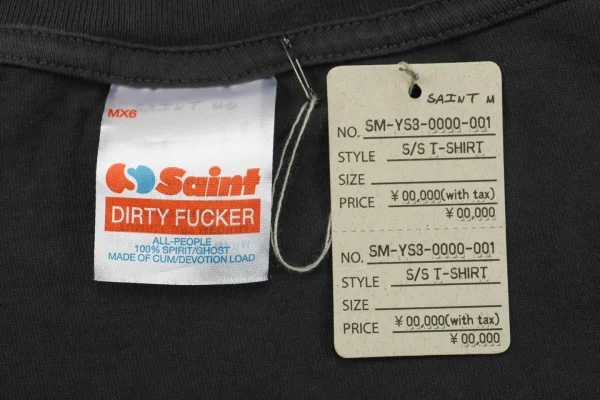 MX6
Saint
DIRTY FUCKER
ALL-PEOPLE
100% SPIRIT/GHOST
MADE OF CUM/DEVOTION LOAD
SAINT M
NO. SM-YS3-0000-001
STYLE S/S T-SHIRT
SIZE
PRICE ¥00,000(with tax)
¥00,000
NO. SM-YS3-0000-001
STYLE S/S T-SHIRT
SIZE
PRICE ¥00,000(with tax)
¥00,000